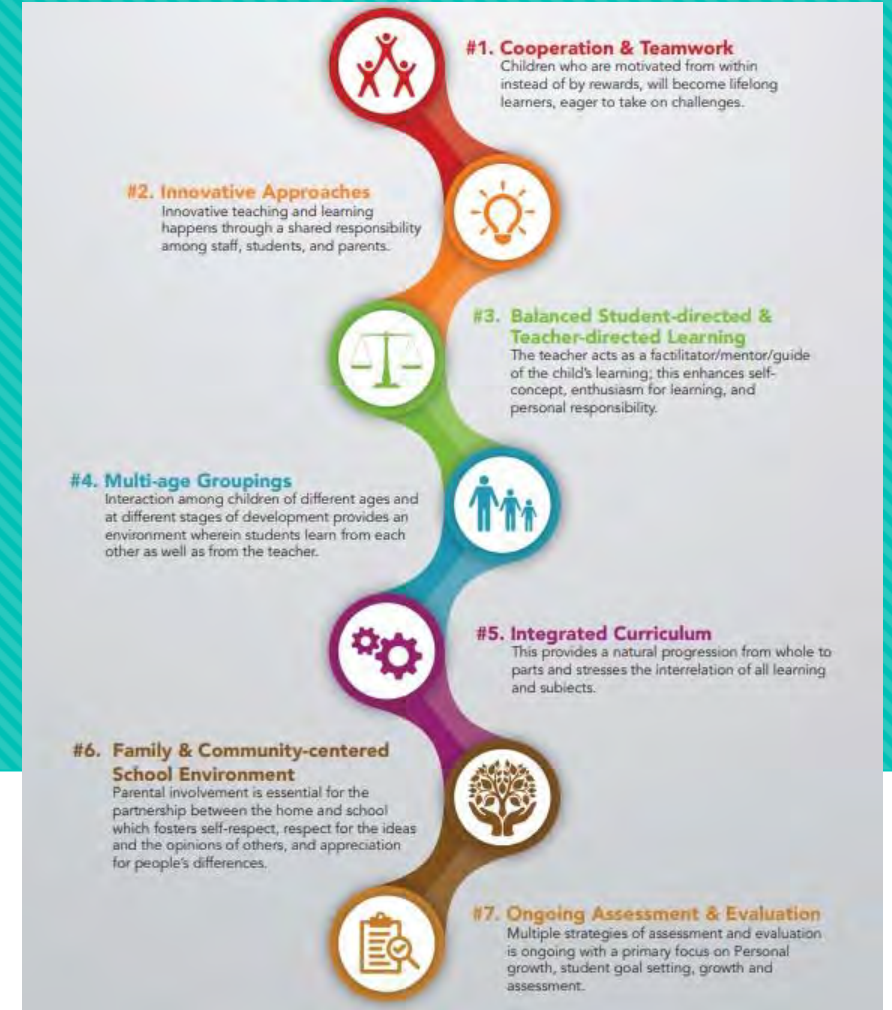 #1. Cooperation & Teamwork
Children who are motivated from within
instead of by rewards, will become lifelong
learners, eager to take on challenges.
#2. Innovative Approaches
Innovative teaching and learning
happens through a shared responsibility
among staff, students, and parents.
#3. Balanced Student-directed &
Teacher-directed Learning
The teacher acts as a factilitator/mentor/guide
of the child's learning; this enhances self-
concept, enthusiasm for learning, and
personal responsibility.
#4. Multi-age Groupings
Interaction among children of different ages and
at different stages of development provides an
environment wherein students learn from each
other as well as from the teacher.
#5. Integrated Curriculum
This provides a natural progression from whole to
parts and stresses the interrelation of all learning
and subjects.
#6. Family & Community-centered
School Environment
Parental involvement is essential for the
partnership between the home and school
which fosters self-respect, respect for the ideas
and the opinions of others, and appreciation
for people's differences.
#7. Ongoing Assessment & Evaluation
Multiple strategies of assessment and evaluation
is ongoing with a primary focus on Personal
growth, student goal setting, growth and
assessment.